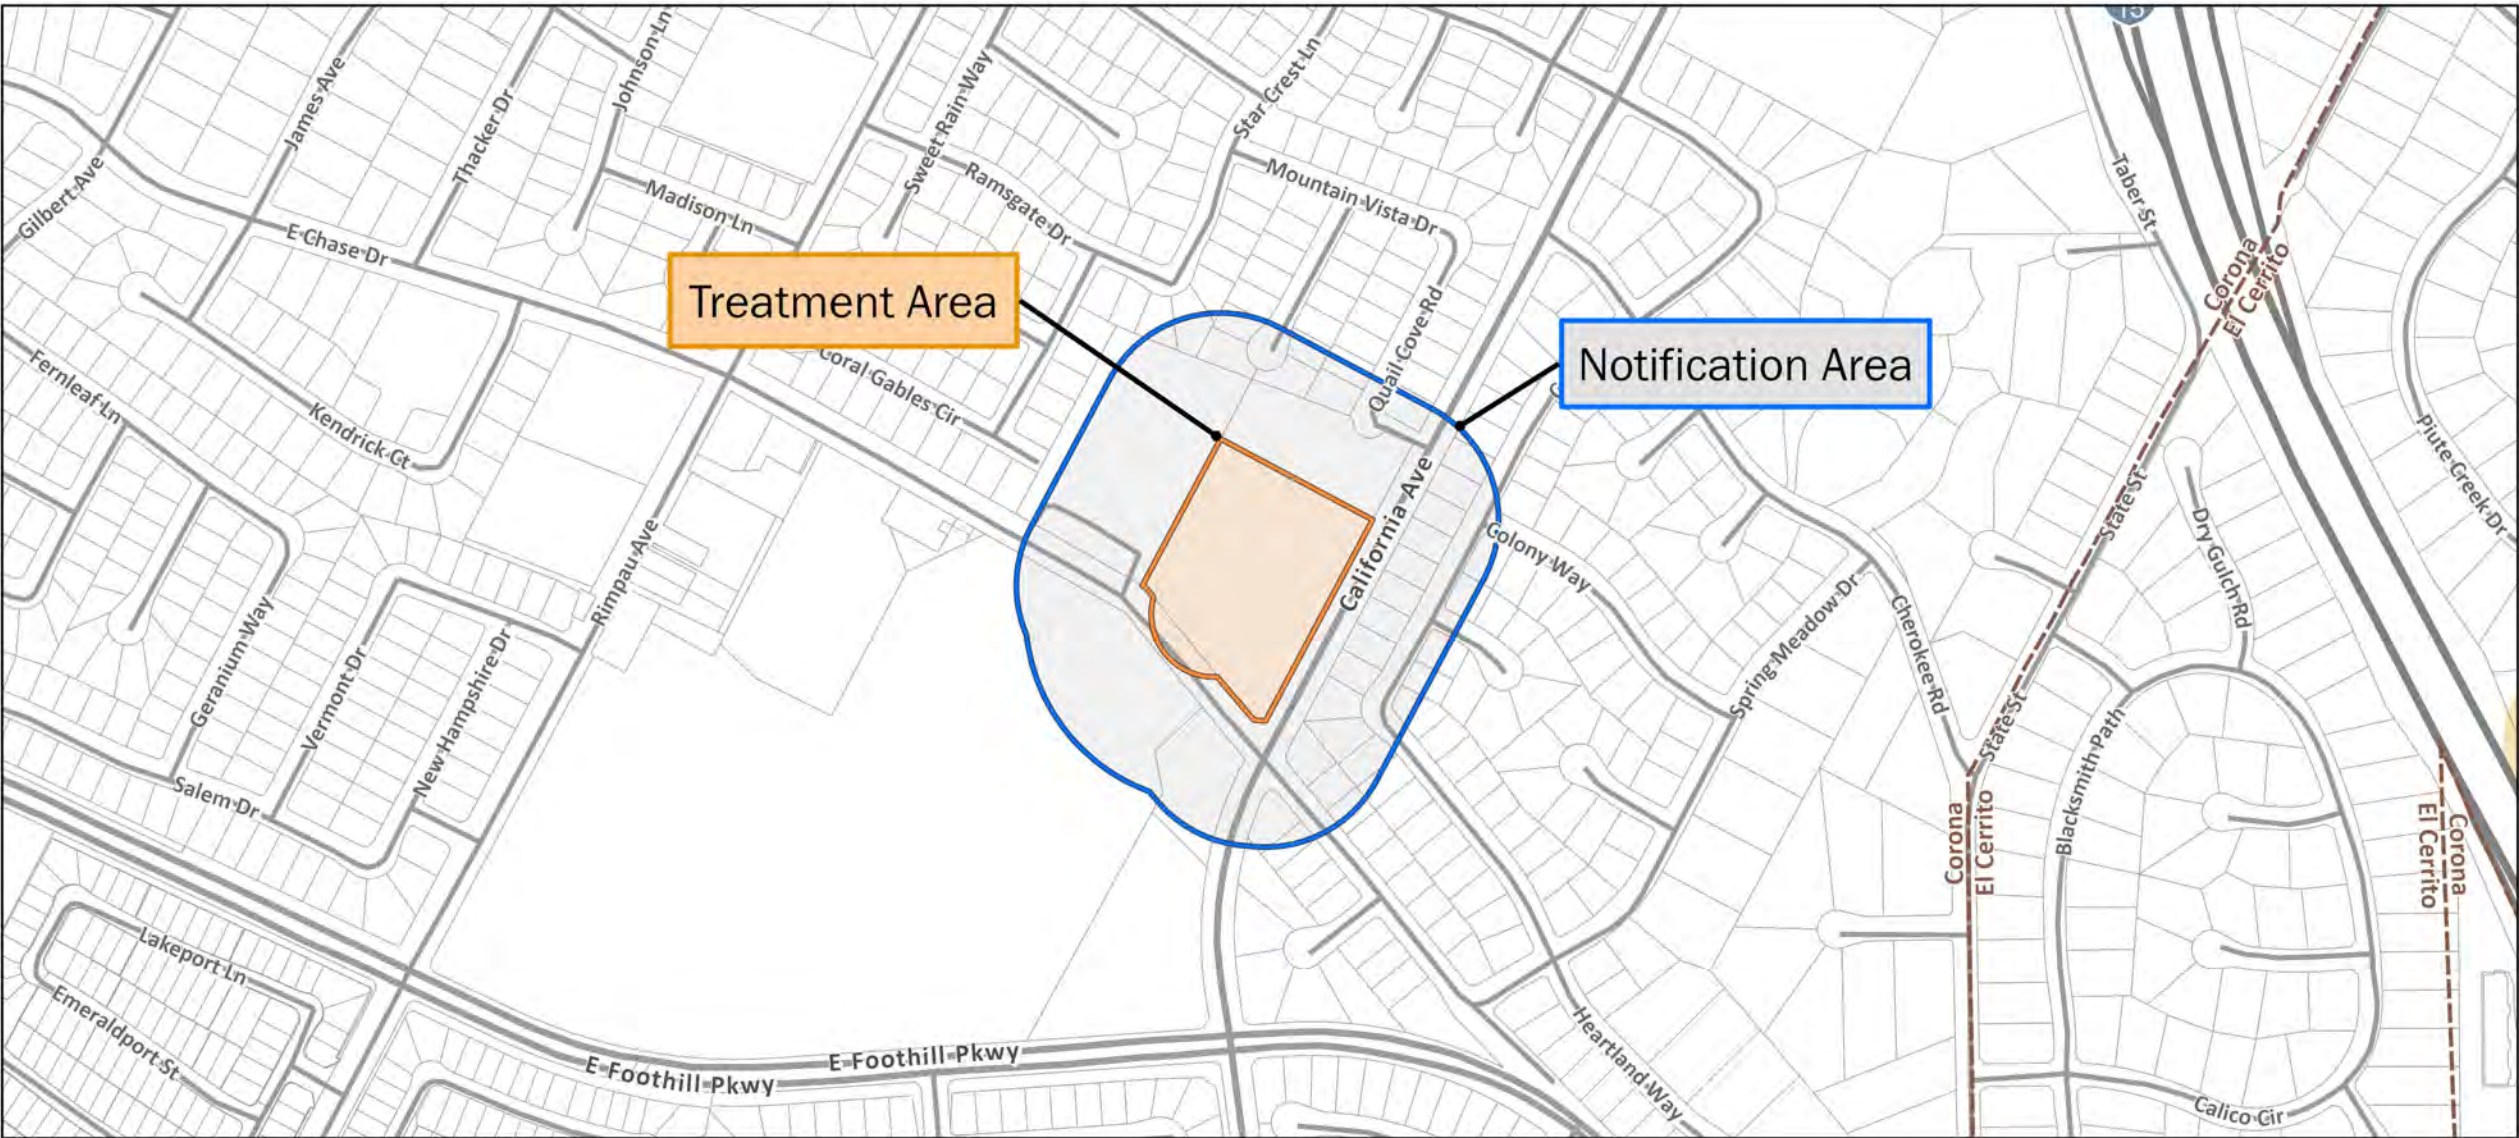 15
James Ave
Johnson Ln
Thacker Dr
Sweet Rain Way
Star Crest Ln
Gilbert Ave
Madison Ln
Ramsgate Dr
Mountain Vista Dr
Taber St
E Chase Dr
Corona
El Cerrito
Treatment Area
Notification Area
Quail Cove Rd
Fernleaf Ln
Kendrick Ct
Coral Gables Cir
Piute Creek Dr
California Ave
State St
Dry Gulch Rd
Colony Way
Rimpau Ave
Geranium Way
Vermont Dr
New Hampshire Dr
Spring Meadow Dr
Cherokee Rd
State St
Blacksmith Path
Salem Dr
Corona
El Cerrito
Corona
El Cerrito
Lakeport Ln
Emeraldport St
E Foothill Pkwy
E Foothill Pkwy
Heartland Way
Calico Cir